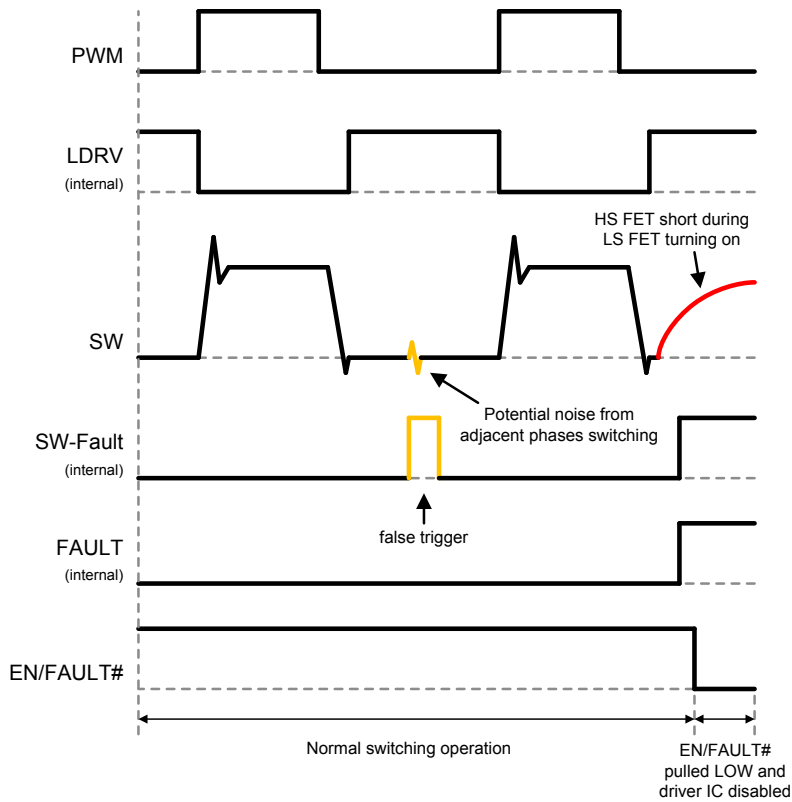 PWM
LDRV
(internal)
HS FET short during
LS FET turning on
SW
Potential noise from
adjacent phases switching
SW-Fault
(internal)
false trigger
FAULT
(internal)
EN/FAULT#
Normal switching operation
EN/FAULT#
pulled LOW and
driver IC disabled